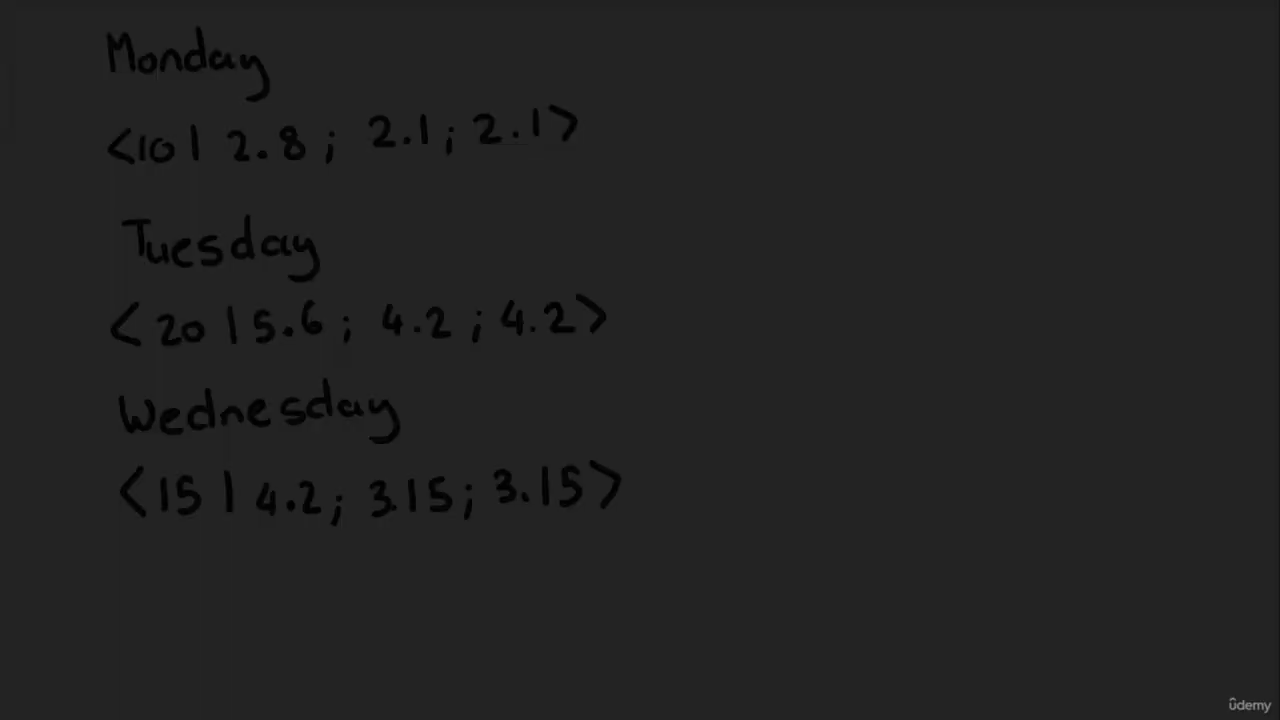 Monday
<10 | 2.8 ; 2.1 ; 2.1>
Tuesday
<20 | 5.6 ; 4.2 ; 4.2>
Wednesday
<15 | 4.2 ; 3.15 ; 3.15>
ûdemy